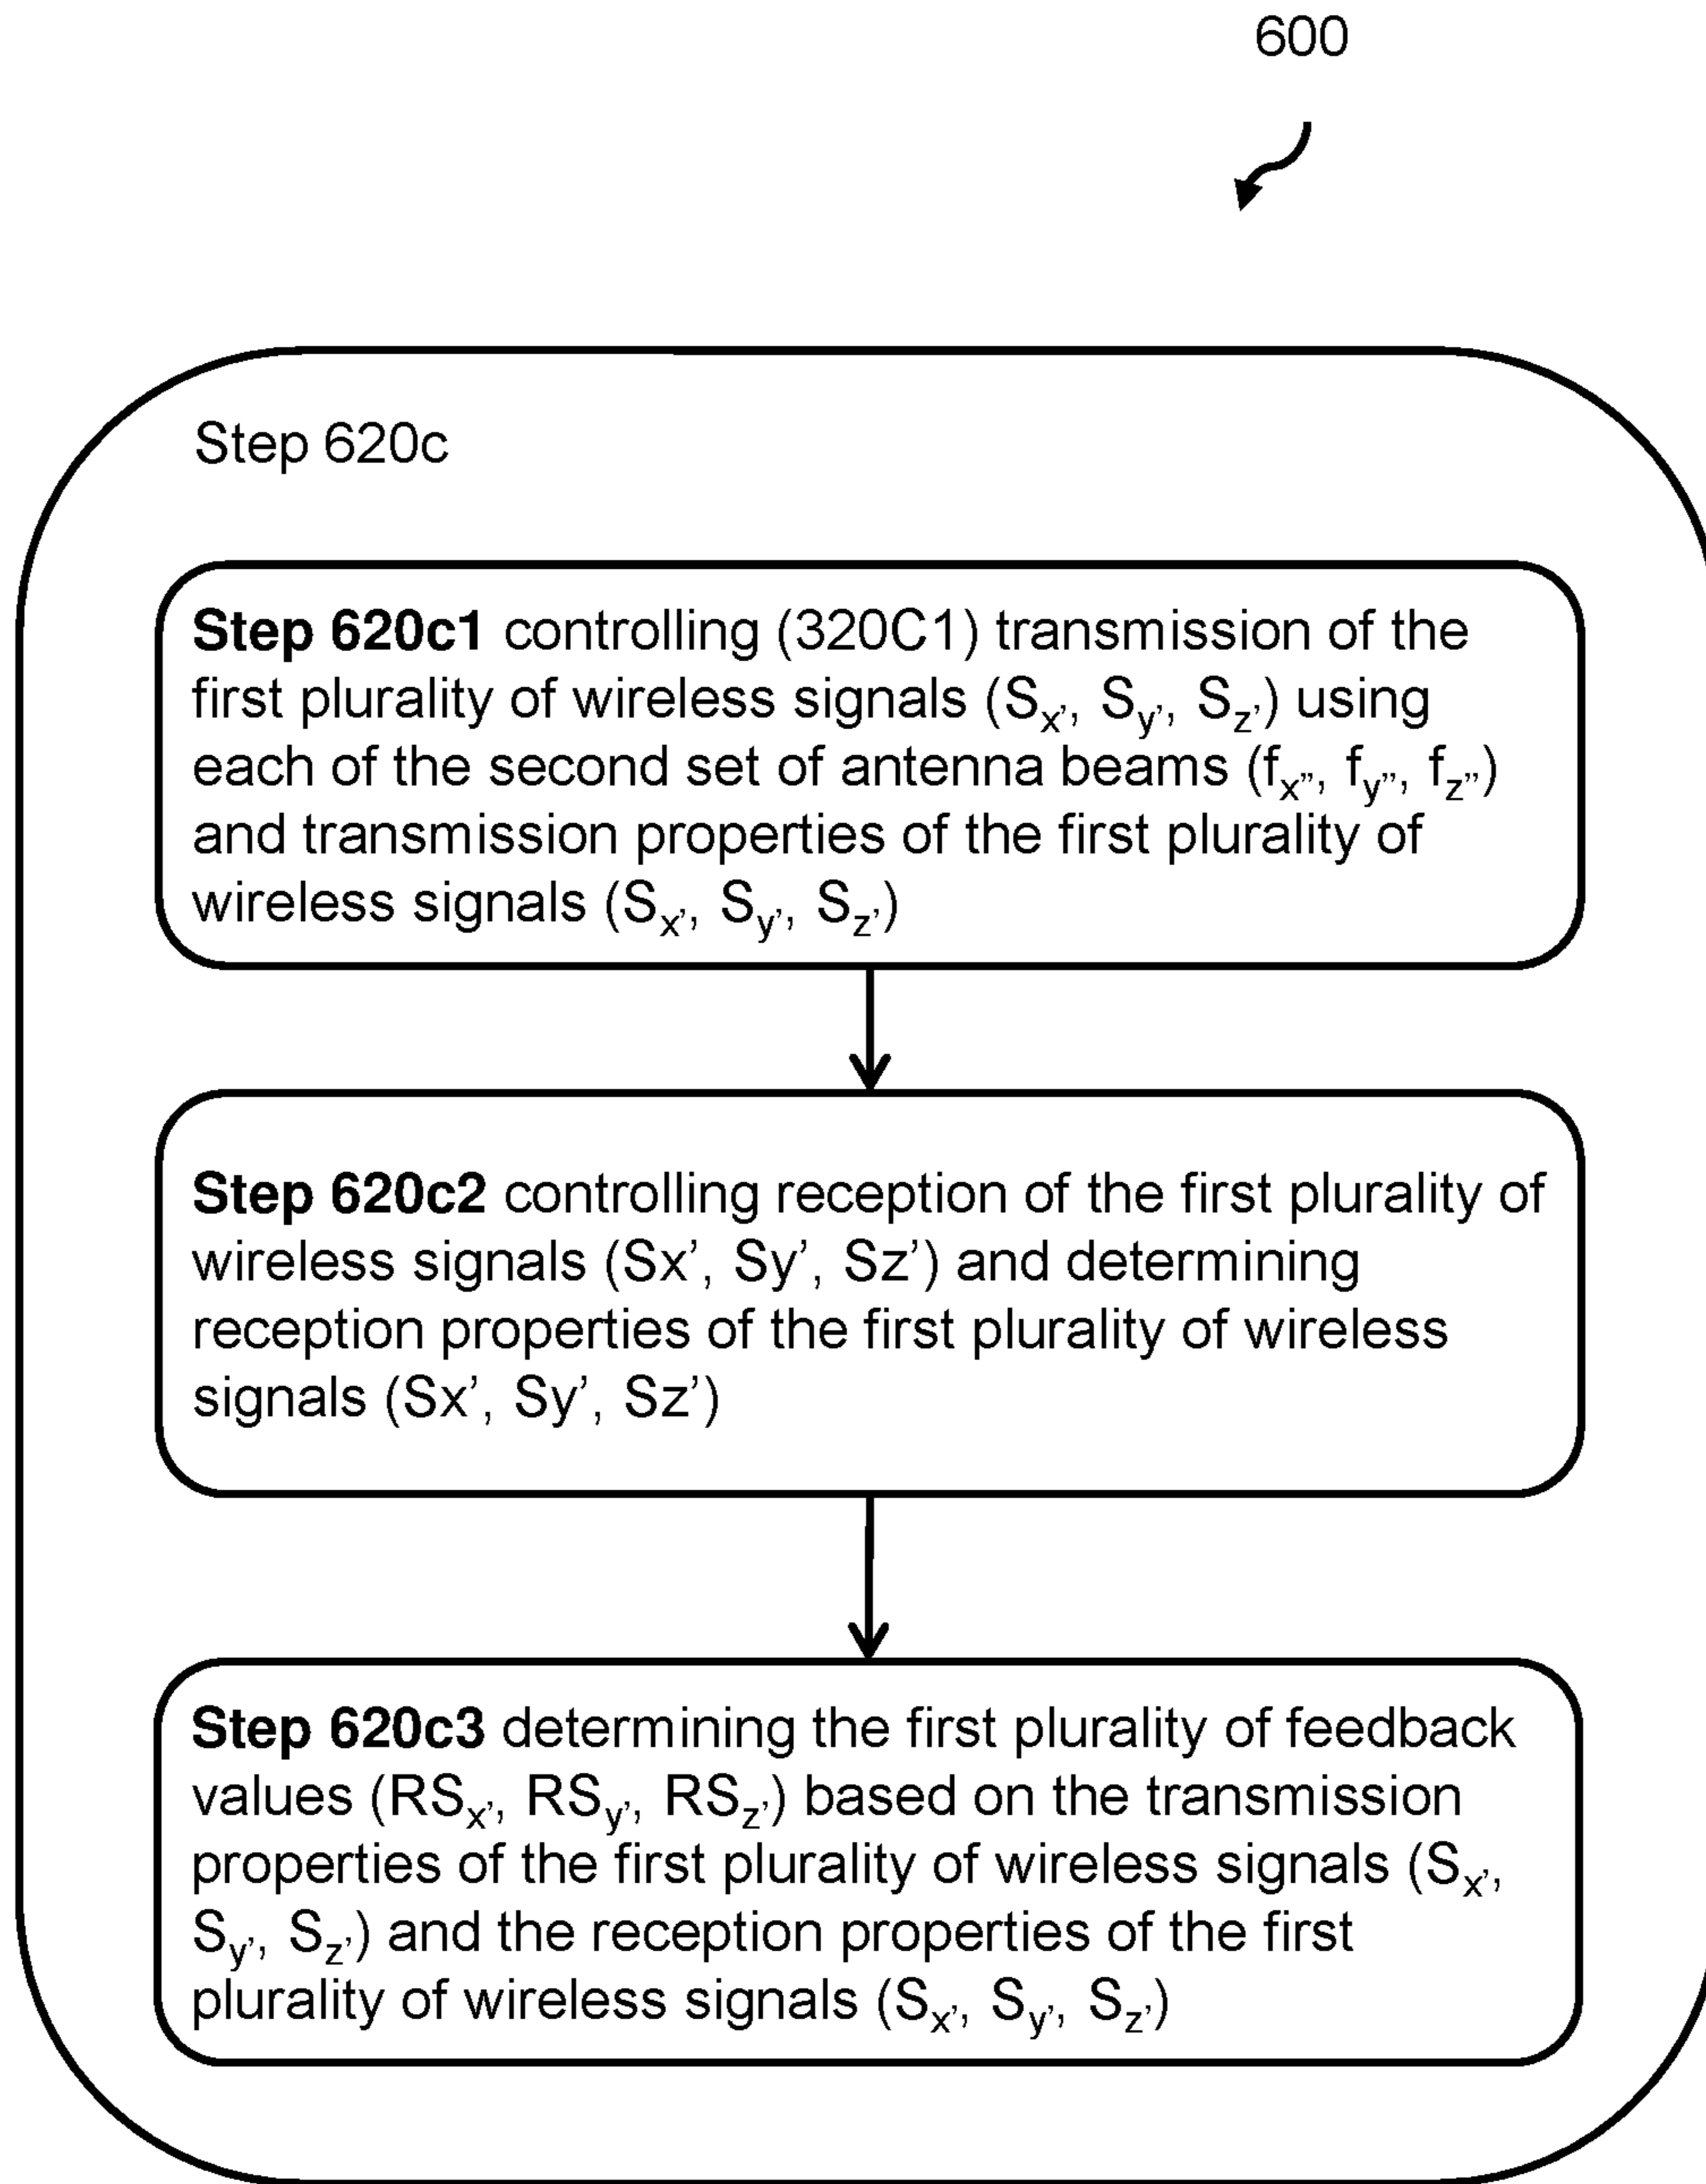 600
Step 620c
Step 620c1 controlling (320C1) transmission of the
first plurality of wireless signals (Sx’, Sy’, Sz’) using
each of the second set of antenna beams (fx”, fy”, fz”)
and transmission properties of the first plurality of
wireless signals (Sx’, Sy’, Sz’)
Step 620c2 controlling reception of the first plurality of
wireless signals (Sx’, Sy’, Sz’) and determining
reception properties of the first plurality of wireless
signals (Sx’, Sy’, Sz’)
Step 620c3 determining the first plurality of feedback
values (RSx’, RSy’, RSz’) based on the transmission
properties of the first plurality of wireless signals (Sx’,
Sy’, Sz’) and the reception properties of the first
plurality of wireless signals (Sx’, Sy’, Sz’)